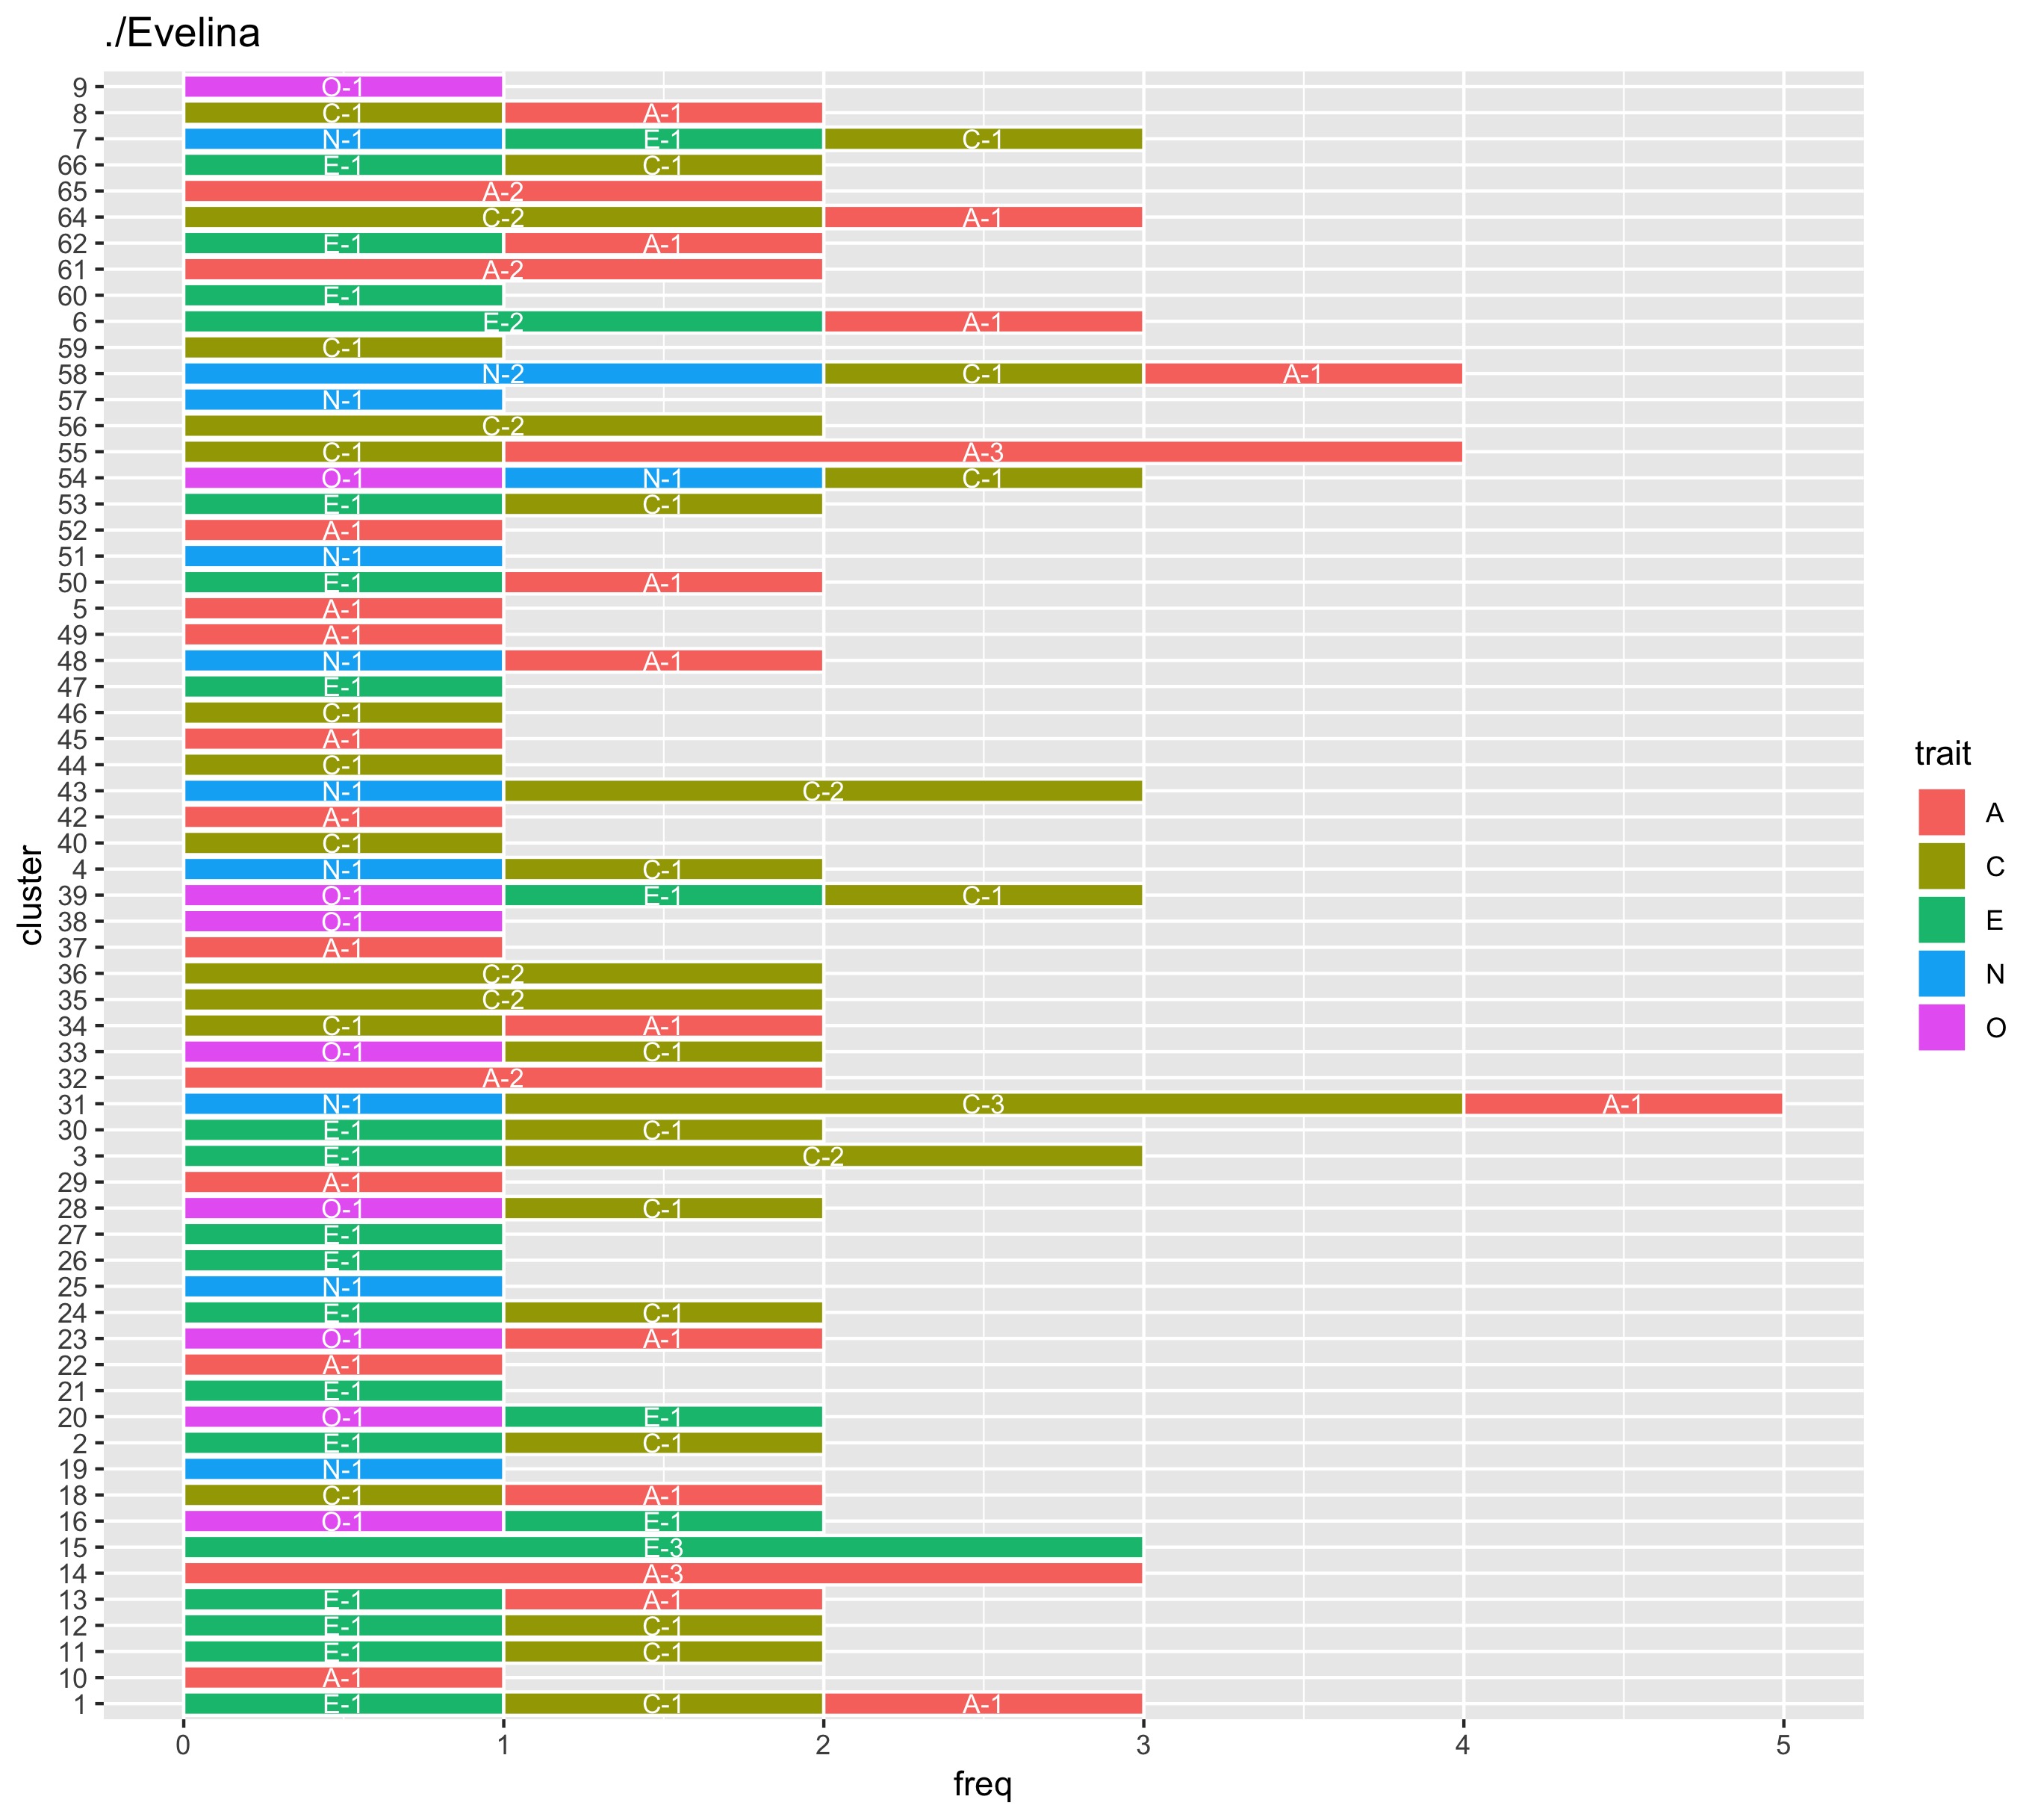 ./Evelina
9 O-1
8 C-1 A-1
7 N-1 E-1 C-1
66 E-1 C-1
65 A-2
64 C-2 A-1
62 E-1 A-1
61 A-2
60 E-1
6 E-2 A-1
59 C-1
58 N-2 C-1 A-1
57 N-1
56 C-2
55 C-1 A-3
54 O-1 N-1 C-1
53 E-1 C-1
52 A-1
51 N-1
50 E-1 A-1
5 A-1
49 A-1
48 N-1 A-1
47 E-1
46 C-1
45 A-1
44 C-1
43 N-1 C-2
42 A-1
40 C-1
4 N-1 C-1
39 O-1 E-1 C-1
38 O-1
37 A-1
36 C-2
35 C-2
34 C-1 A-1
33 O-1 C-1
32 A-2
31 N-1 C-3 A-1
30 E-1 C-1
3 E-1 C-2
29 A-1
28 O-1 C-1
27 E-1
26 E-1
25 N-1
24 E-1 C-1
23 O-1 A-1
22 A-1
21 E-1
20 O-1 E-1
2 E-1 C-1
19 N-1
18 C-1 A-1
16 O-1 E-1
15 E-3
14 A-3
13 E-1 A-1
12 E-1 C-1
11 E-1 C-1
10 A-1
1 E-1 C-1 A-1
0 1 2 3 4 5
freq
cluster
trait
A
C
E
N
O